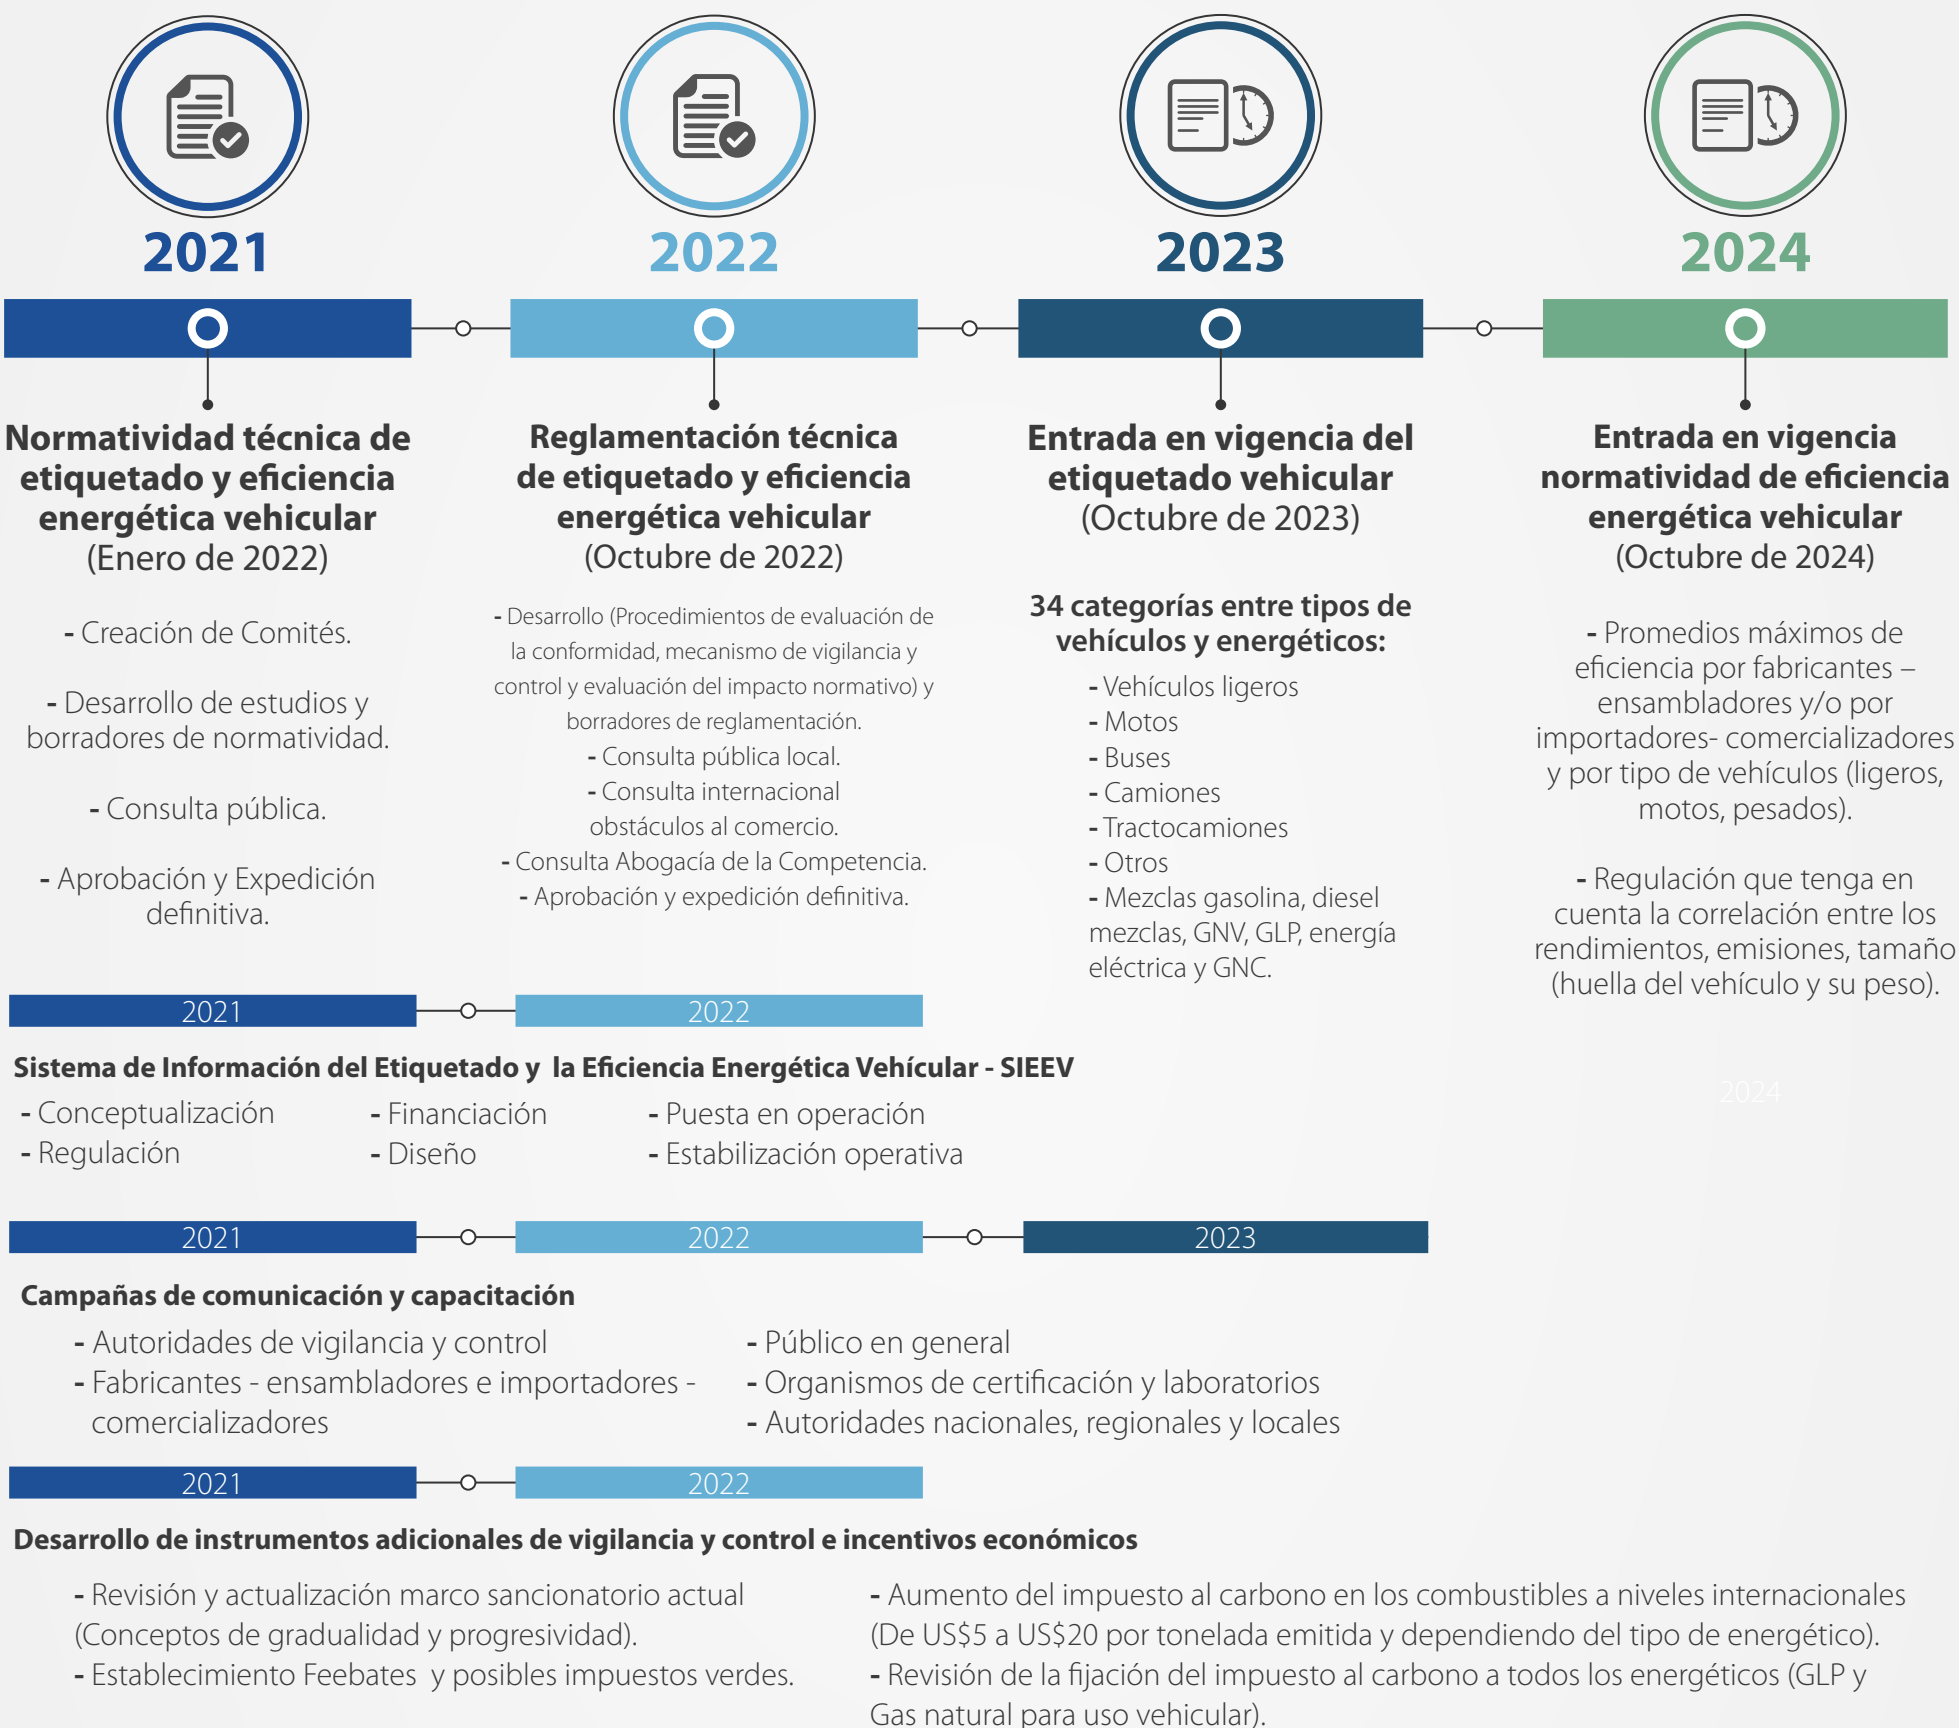 2021
2022
2023
2024
Normatividad técnica de
etiquetado y eficiencia
energética vehicular
(Enero de 2022)
- Creación de Comités.
- Desarrollo de estudios y
borradores de normatividad.
- Consulta pública.
- Aprobación y Expedición
definitiva.
Reglamentación técnica
de etiquetado y eficiencia
energética vehicular
(Octubre de 2022)
- Desarrollo (Procedimientos de evaluación de
la conformidad, mecanismo de vigilancia y
control y evaluación del impacto normativo) y
borradores de reglamentación.
- Consulta pública local.
- Consulta internacional
obstáculos al comercio.
- Consulta Abogacía de la Competencia.
- Aprobación y expedición definitiva.
Entrada en vigencia del
etiquetado vehicular
(Octubre de 2023)
34 categorías entre tipos de
vehículos y energéticos:
- Vehículos ligeros
- Motos
- Buses
- Camiones
- Tractocamiones
- Otros
- Mezclas gasolina, diesel
mezclas, GNV, GLP, energía
eléctrica y GNC.
Entrada en vigencia
normatividad de eficiencia
energética vehicular
(Octubre de 2024)
- Promedios máximos de
eficiencia por fabricantes –
ensambladores y/o por
importadores- comercializadores
y por tipo de vehículos (ligeros,
motos, pesados).
- Regulación que tenga en
cuenta la correlación entre los
rendimientos, emisiones, tamaño
(huella del vehículo y su peso).
2021
2022
Sistema de Información del Etiquetado y  la Eficiencia Energética Vehícular - SIEEV
2024
- Conceptualización
- Regulación
- Financiación
- Diseño
- Puesta en operación
- Estabilización operativa
2021
2022
2023
Campañas de comunicación y capacitación
- Autoridades de vigilancia y control
- Fabricantes - ensambladores e importadores -
comercializadores
- Público en general
- Organismos de certificación y laboratorios
- Autoridades nacionales, regionales y locales
2021
2022
Desarrollo de instrumentos adicionales de vigilancia y control e incentivos económicos
- Revisión y actualización marco sancionatorio actual
(Conceptos de gradualidad y progresividad).
- Establecimiento Feebates  y posibles impuestos verdes.
- Aumento del impuesto al carbono en los combustibles a niveles internacionales
(De US$5 a US$20 por tonelada emitida y dependiendo del tipo de energético).
- Revisión de la fijación del impuesto al carbono a todos los energéticos (GLP y
Gas natural para uso vehicular).